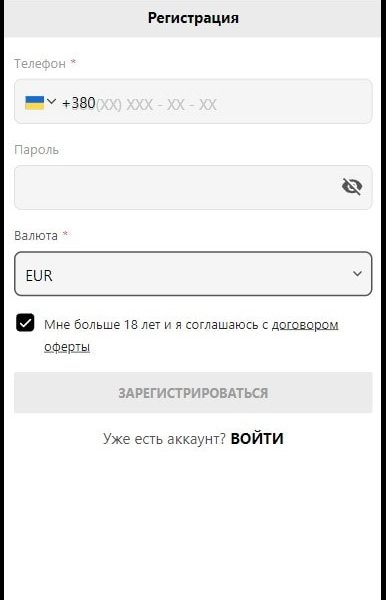 Регистрация
Телефон *
+380(XX) XXX - XX - XX
Пароль
Валюта *
EUR
Мне больше 18 лет и я соглашаюсь с договором
оферты
ЗАРЕГИСТРИРОВАТЬСЯ
Уже есть аккаунт? ВОЙТИ